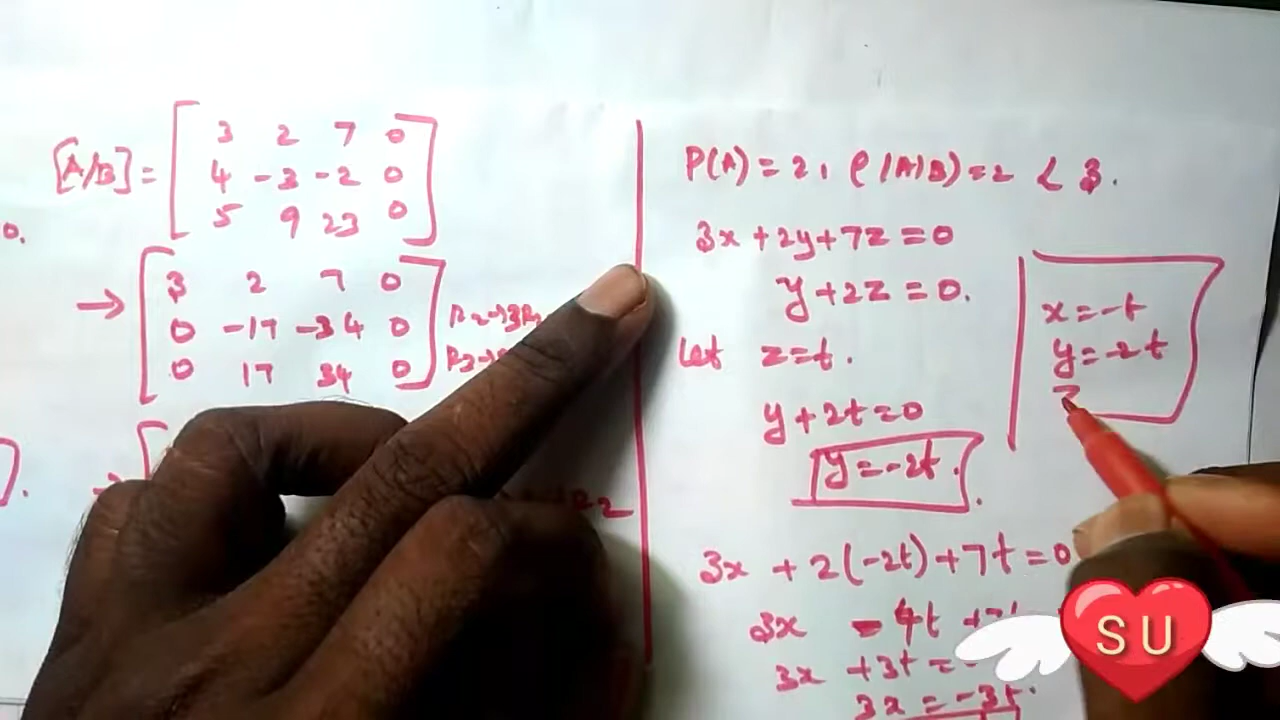 [A/B] =
3 2 7 0
4 -3 -2 0
5 9 23 0
0.
→
3 2 7 0
0 -17 -34 0
0 17 34 0
).
P(A) = 2, ρ(A|B) = 2 < 3.
3x + 2y + 7z = 0
y + 2z = 0.
Let z = t.
y + 2t = 0
y = -2t.
3x + 2(-2t) + 7t = 0
3x - 4t
3x + 3t =
3x = -3t.
x = -t
y = -2t
z
SU